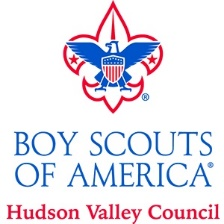 ®
BOY SCOUTS
OF AMERICA®
Hudson Valley Council